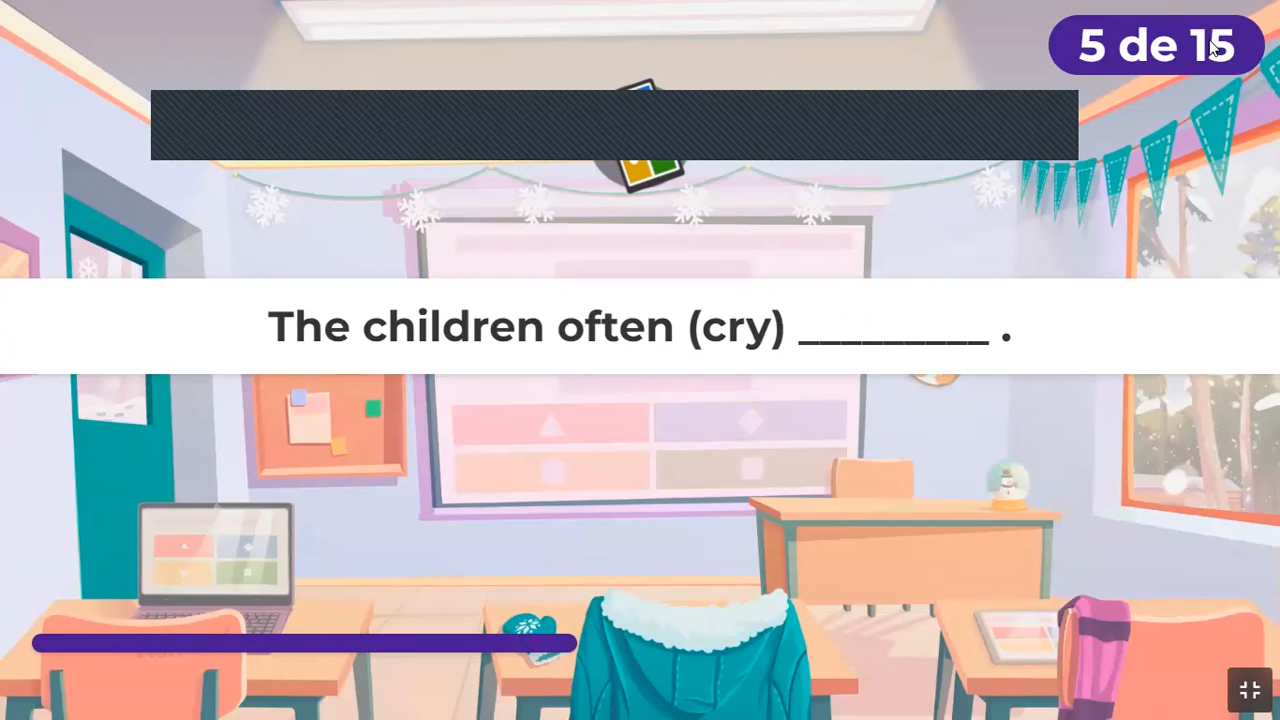 5 de 15
The children often (cry) _________ .